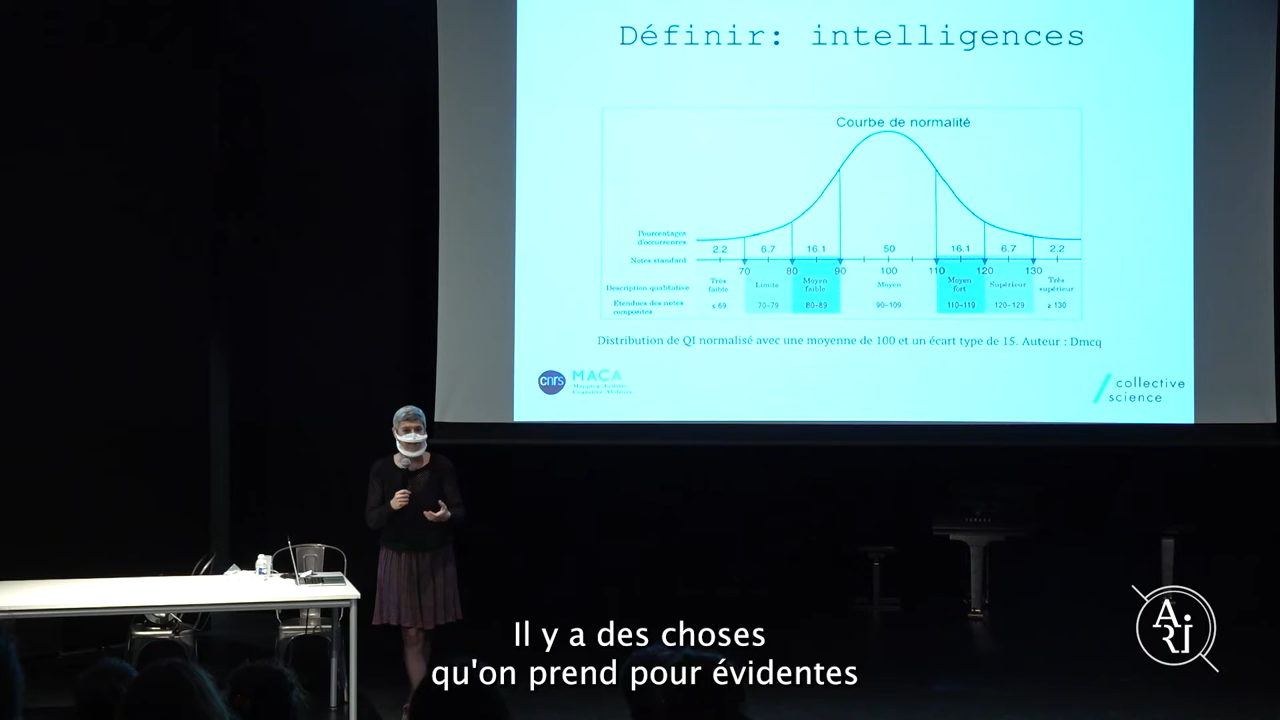 Définir: intelligences
Courbe de normalité
Pourcentages
d'occurrences
2.2 6.7 16.1 50 16.1 6.7 2.2
Notes standard
70 80 90 100 110 120 130
Description qualitative
Très
faible
Limite
Moyen
faible
Moyen
Moyen
fort
Supérieur
Très
supérieur
Etendues des notes
composites
≤ 69 70-79 80-89 90-109 110-119 120-129 ≥ 130
Distribution de QI normalisé avec une moyenne de 100 et un écart type de 15. Auteur : Dmcq
cnrs
MACA
collective
science
Il y a des choses
qu'on prend pour évidentes